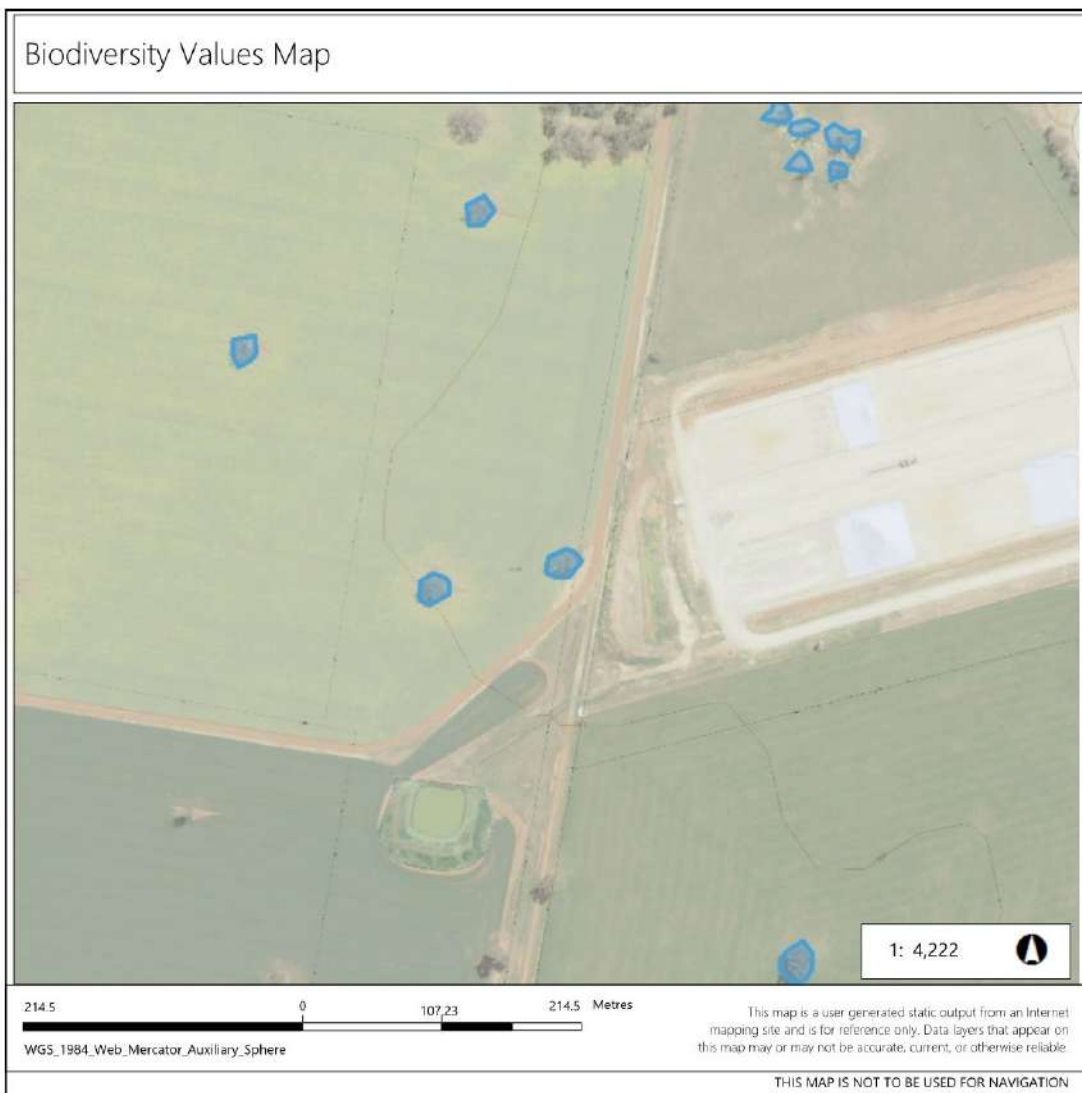 Biodiversity Values Map
1: 4,222
214.5 0 107.23 214.5 Metres
WGS_1984_Web_Mercator_Auxiliary_Sphere
This map is a user generated static output from an Internet
mapping site and is for reference only. Data layers that appear on
this map may or may not be accurate, current, or otherwise reliable.
THIS MAP IS NOT TO BE USED FOR NAVIGATION